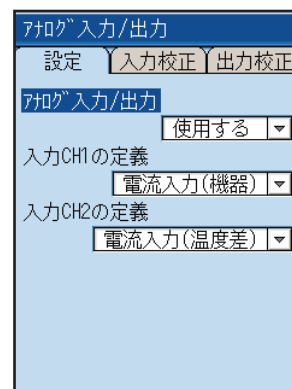 ｱﾅﾛｸﾞ入力/出力
設定 入力校正 出力校正
ｱﾅﾛｸﾞ入力/出力
使用する
入力CH1の定義
電流入力(機器)
入力CH2の定義
電流入力(温度差)